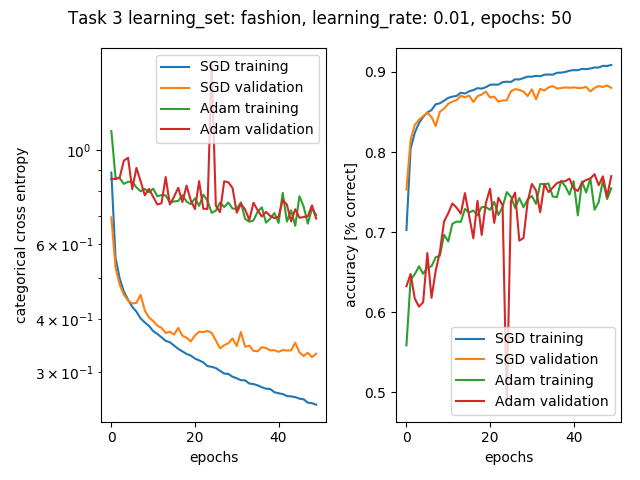 Task 3 learning_set: fashion, learning_rate: 0.01, epochs: 50
SGD training
SGD validation
Adam training
Adam validation
categorical cross entropy
10⁰
6 × 10⁻¹
4 × 10⁻¹
3 × 10⁻¹
0
20
40
epochs
accuracy [% correct]
0.9
0.8
0.7
0.6
0.5
SGD training
SGD validation
Adam training
Adam validation
0
20
40
epochs